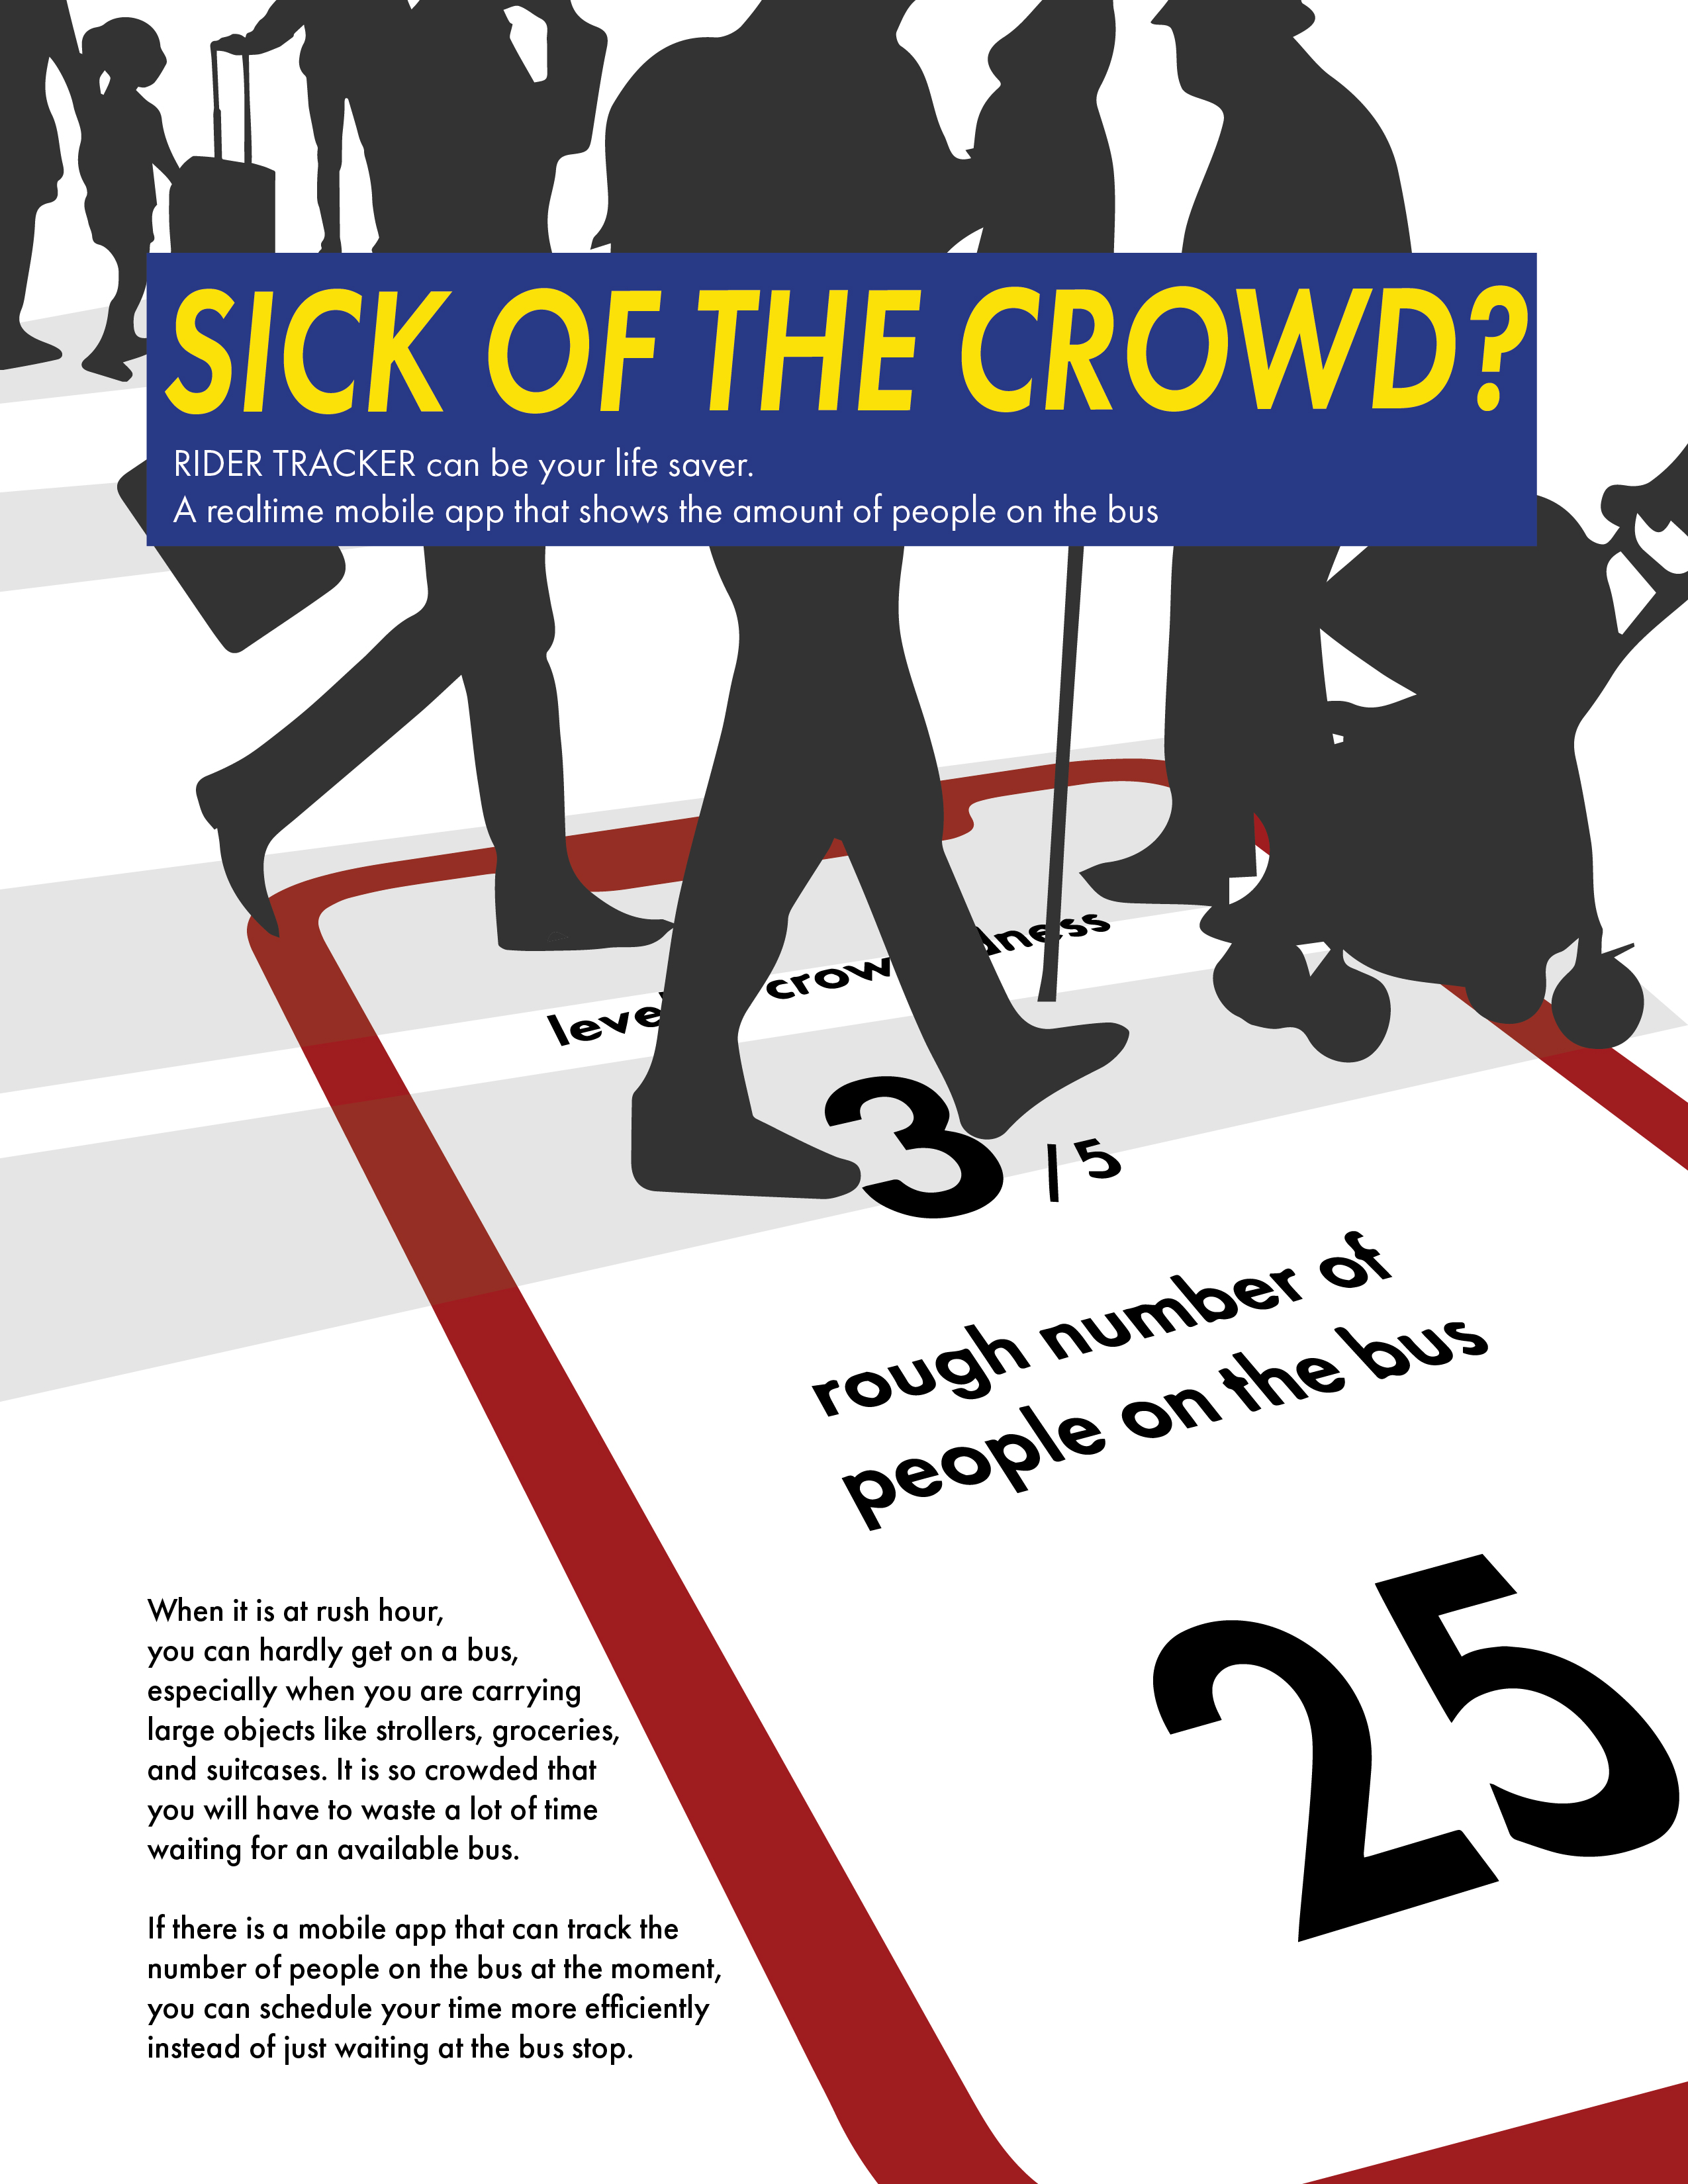 SICK OF THE CROWD?
RIDER TRACKER can be your life saver.
A realtime mobile app that shows the amount of people on the bus
leve crow dness
3 / 5
rough number of
people on the bus
25
When it is at rush hour,
you can hardly get on a bus,
especially when you are carrying
large objects like strollers, groceries,
and suitcases. It is so crowded that
you will have to waste a lot of time
waiting for an available bus.
If there is a mobile app that can track the
number of people on the bus at the moment,
you can schedule your time more efficiently
instead of just waiting at the bus stop.